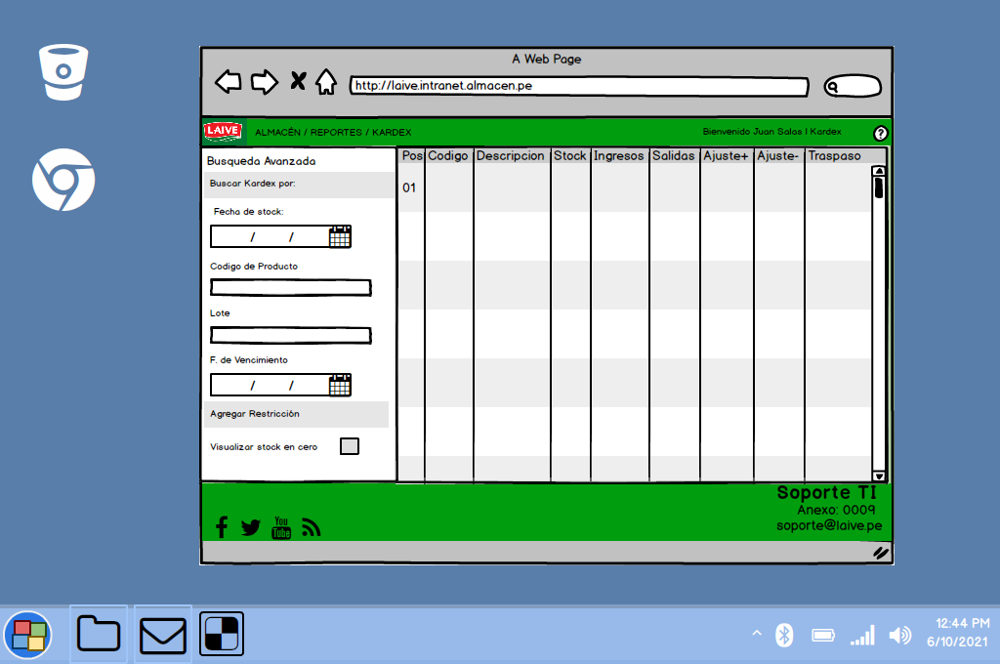 A Web Page
http://laive.intranet.almacen.pe
LAIVE
ALMACÉN / REPORTES / KARDEX
Bienvenido Juan Salas | Kardex
?
Busqueda Avanzada
Buscar Kardex por:
Fecha de stock:
/ /
Codigo de Producto
Lote
F. de Vencimiento
/ /
Agregar Restricción
Visualizar stock en cero
Pos Codigo Descripcion Stock Ingresos Salidas Ajuste+ Ajuste- Traspaso
01
Soporte TI
Anexo: 0009
soporte@laive.pe
You
Tube
12:44 PM
6/10/2021